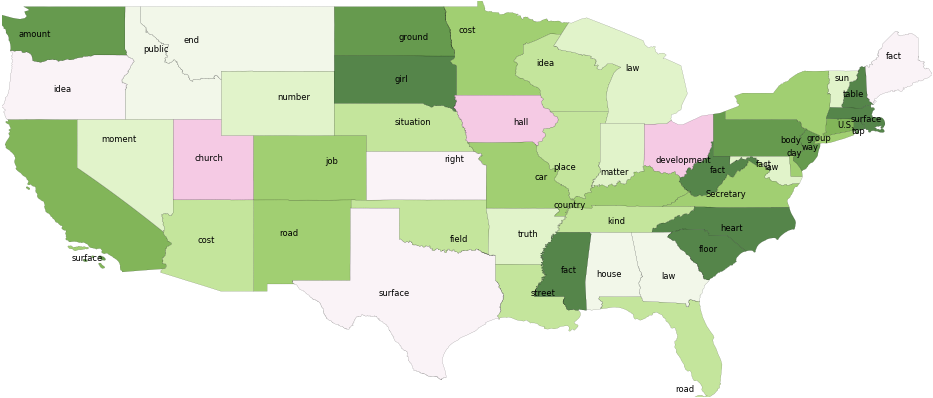 amount
public
end
ground
cost
idea
law
fact
idea
number
girl
sun
table
moment
situation
hall
U.S.
surface
top
group
body
way
day
church
job
right
development
fact
fact
law
car
place
matter
country
Secretary
surface
cost
road
field
truth
kind
heart
floor
surface
street
fact
house
law
road